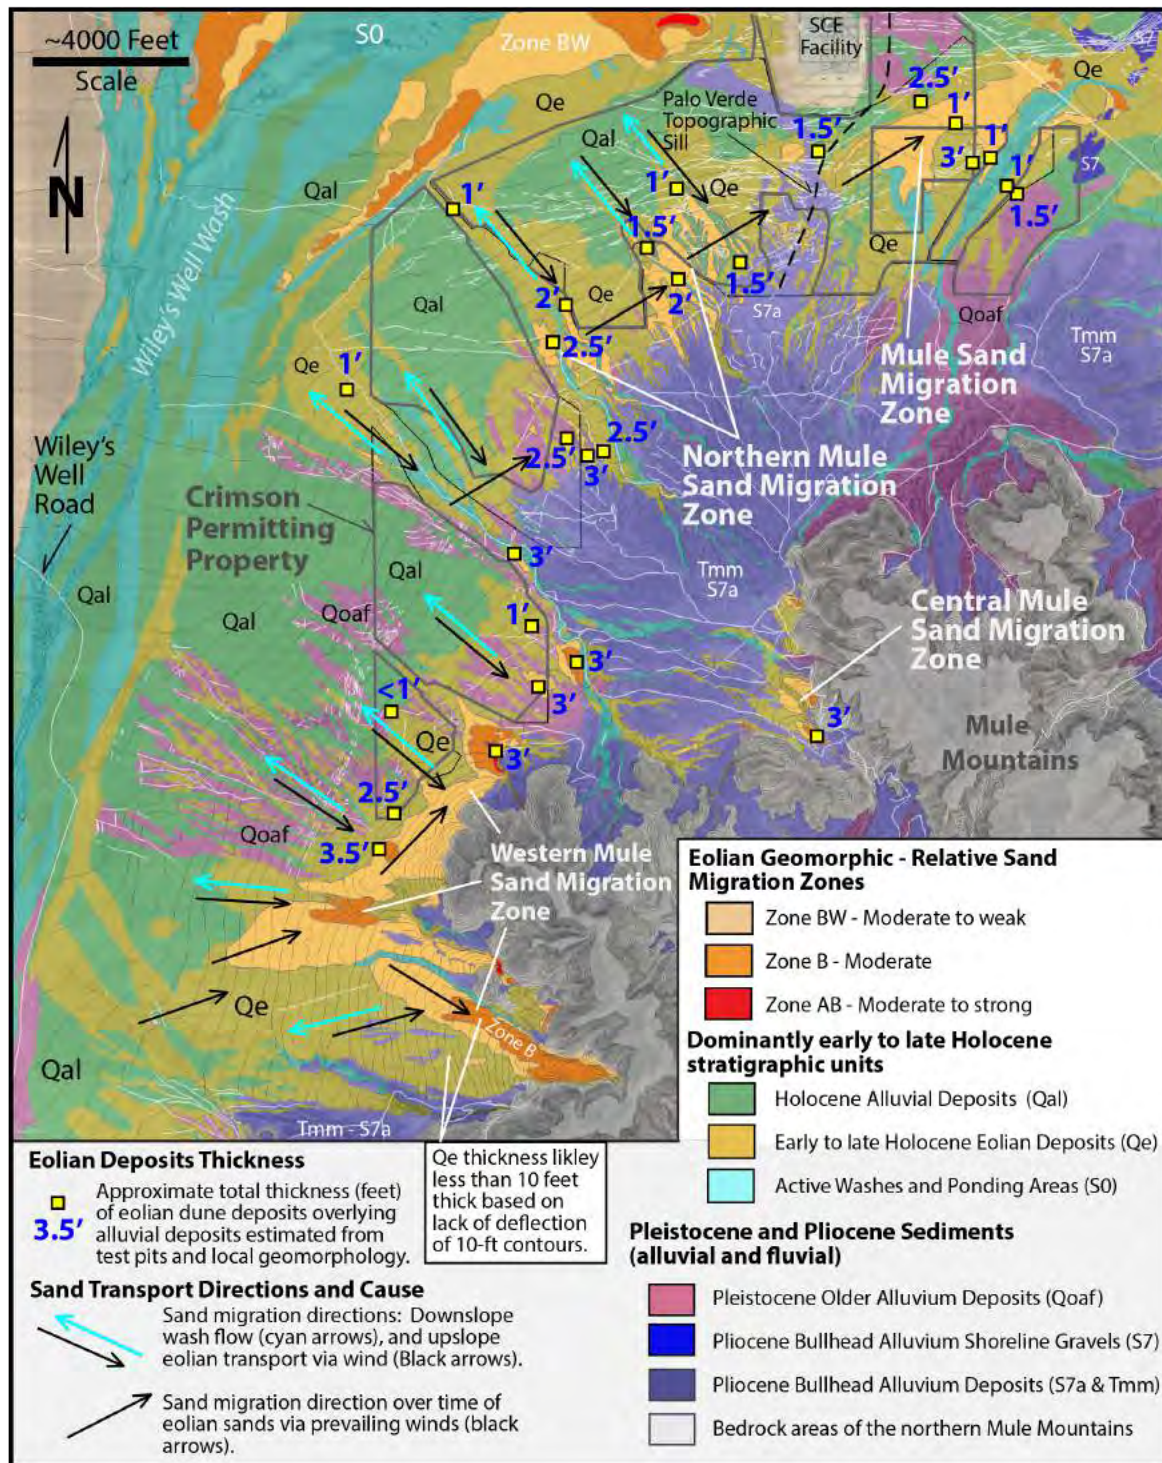 ~4000 Feet
Scale
N
S0
Zone BW
SCE
Facility
S7
Qe
Qe
2.5'
Palo Verde
Topographic
Sill
1.5'
1'
Qal
3'
1'
S7
1'
1'
Qe
1.5'
Qal
1'
1.5'
Qe
Wiley's Well Wash
Qal
2'
Qe
2'
1.5'
S7a
Qoaf
Tmm
S7a
2.5'
Mule Sand
Migration
Zone
Qe
1'
2.5'
2.5'
3'
Northern Mule
Sand Migration
Zone
Wiley's
Well
Road
Crimson
Permitting
Property
3'
Qal
Tmm
S7a
Qal
Qal
Qoaf
1'
Central Mule
Sand Migration
Zone
3'
3'
<1'
Qe
3'
3'
Mule
Mountains
2.5'
Qoaf
3.5'
Western Mule
Sand Migration
Zone
Qe
Zone B
Qal
Tmm - S7a
Eolian Geomorphic - Relative Sand
Migration Zones
Zone BW - Moderate to weak
Zone B - Moderate
Zone AB - Moderate to strong
Dominantly early to late Holocene
stratigraphic units
Holocene Alluvial Deposits (Qal)
Early to late Holocene Eolian Deposits (Qe)
Active Washes and Ponding Areas (S0)
Pleistocene and Pliocene Sediments
(alluvial and fluvial)
Pleistocene Older Alluvium Deposits (Qoaf)
Pliocene Bullhead Alluvium Shoreline Gravels (S7)
Pliocene Bullhead Alluvium Deposits (S7a & Tmm)
Bedrock areas of the northern Mule Mountains
Eolian Deposits Thickness
3.5'
Approximate total thickness (feet)
of eolian dune deposits overlying
alluvial deposits estimated from
test pits and local geomorphology.
Qe thickness likley
less than 10 feet
thick based on
lack of deflection
of 10-ft contours.
Sand Transport Directions and Cause
Sand migration directions: Downslope
wash flow (cyan arrows), and upslope
eolian transport via wind (Black arrows).
Sand migration direction over time of
eolian sands via prevailing winds (black
arrows).